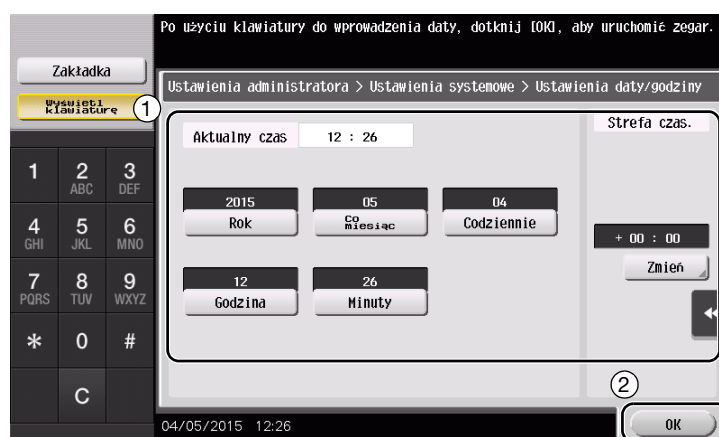 Po użyciu klawiatury do wprowadzenia daty, dotknij [OK], aby uruchomić zegar.
Zakładka
Wyświetl
klawiaturę
1
Ustawienia administratora > Ustawienia systemowe > Ustawienia daty/godziny
Aktualny czas 12 : 26
Strefa czas.
2015 05 04
Rok Co miesiąc Codziennie
+ 00 : 00
Zmień
12 26
Godzina Minuty
1 2 ABC 3 DEF
4 GHI 5 JKL 6 MNO
7 PQRS 8 TUV 9 WXYZ
* 0 #
C
2
04/05/2015 12:26
OK